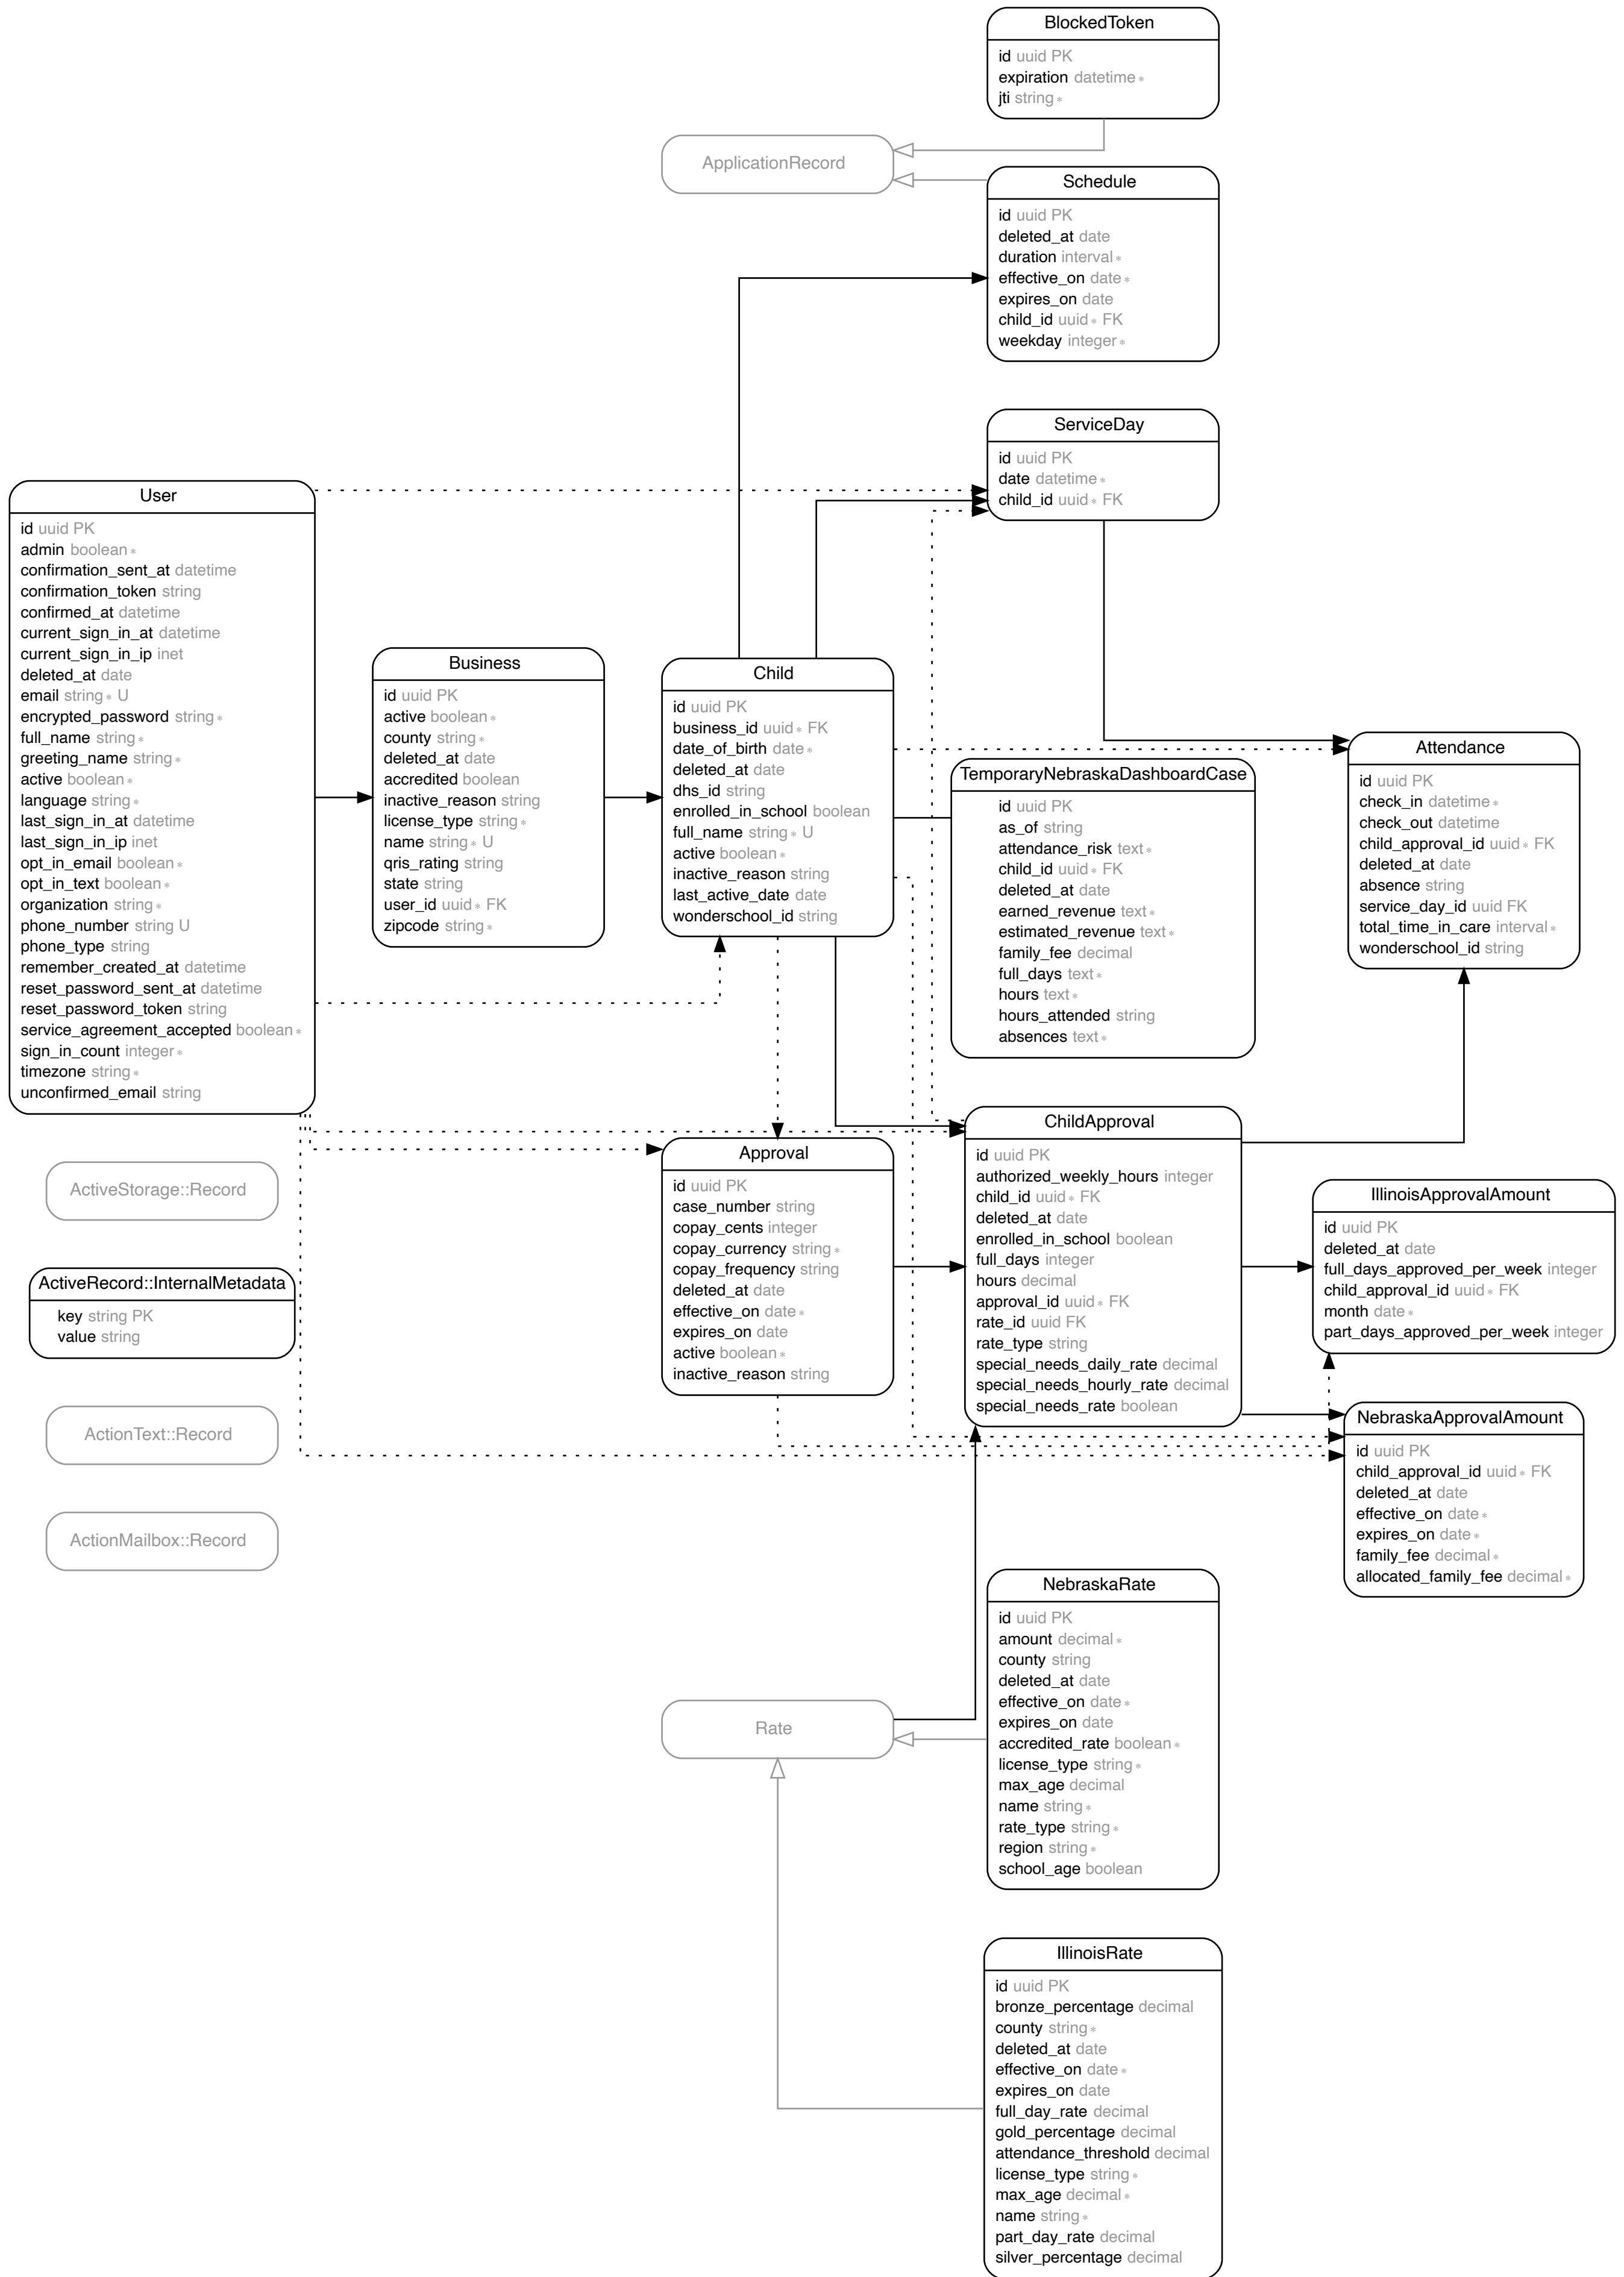 BlockedToken
id uuid PK
expiration datetime *
jti string *
ApplicationRecord
Schedule
id uuid PK
deleted_at date
duration interval *
effective_on date *
expires_on date
child_id uuid * FK
weekday integer *
ServiceDay
id uuid PK
date datetime *
child_id uuid * FK
User
id uuid PK
admin boolean *
confirmation_sent_at datetime
confirmation_token string
confirmed_at datetime
current_sign_in_at datetime
current_sign_in_ip inet
deleted_at date
email string * U
encrypted_password string *
full_name string *
greeting_name string *
active boolean *
language string *
last_sign_in_at datetime
last_sign_in_ip inet
opt_in_email boolean *
opt_in_text boolean *
organization string *
phone_number string U
phone_type string
remember_created_at datetime
reset_password_sent_at datetime
reset_password_token string
service_agreement_accepted boolean *
sign_in_count integer *
timezone string *
unconfirmed_email string
Business
id uuid PK
active boolean *
county string *
deleted_at date
accredited boolean
inactive_reason string
license_type string *
name string * U
qris_rating string
state string
user_id uuid * FK
zipcode string *
Child
id uuid PK
business_id uuid * FK
date_of_birth date *
deleted_at date
dhs_id string
enrolled_in_school boolean
full_name string * U
active boolean *
inactive_reason string
last_active_date date
wonderschool_id string
TemporaryNebraskaDashboardCase
id uuid PK
as_of string
attendance_risk text *
child_id uuid * FK
deleted_at date
earned_revenue text *
estimated_revenue text *
family_fee decimal
full_days text *
hours text *
hours_attended string
absences text *
Attendance
id uuid PK
check_in datetime *
check_out datetime
child_approval_id uuid * FK
deleted_at date
absence string
service_day_id uuid FK
total_time_in_care interval *
wonderschool_id string
Approval
id uuid PK
case_number string
copay_cents integer
copay_currency string *
copay_frequency string
deleted_at date
effective_on date *
expires_on date
active boolean *
inactive_reason string
ChildApproval
id uuid PK
authorized_weekly_hours integer
child_id uuid * FK
deleted_at date
enrolled_in_school boolean
full_days integer
hours decimal
approval_id uuid * FK
rate_id uuid FK
rate_type string
special_needs_daily_rate decimal
special_needs_hourly_rate decimal
special_needs_rate boolean
IllinoisApprovalAmount
id uuid PK
deleted_at date
full_days_approved_per_week integer
child_approval_id uuid * FK
month date *
part_days_approved_per_week integer
NebraskaApprovalAmount
id uuid PK
child_approval_id uuid * FK
deleted_at date
effective_on date *
expires_on date *
family_fee decimal *
allocated_family_fee decimal *
ActiveStorage::Record
ActiveRecord::InternalMetadata
key string PK
value string
ActionText::Record
ActionMailbox::Record
NebraskaRate
id uuid PK
amount decimal *
county string
deleted_at date
effective_on date *
expires_on date
accredited_rate boolean *
license_type string *
max_age decimal
name string *
rate_type string *
region string *
school_age boolean
Rate
IllinoisRate
id uuid PK
bronze_percentage decimal
county string *
deleted_at date
effective_on date *
expires_on date
full_day_rate decimal
gold_percentage decimal
attendance_threshold decimal
license_type string *
max_age decimal *
name string *
part_day_rate decimal
silver_percentage decimal